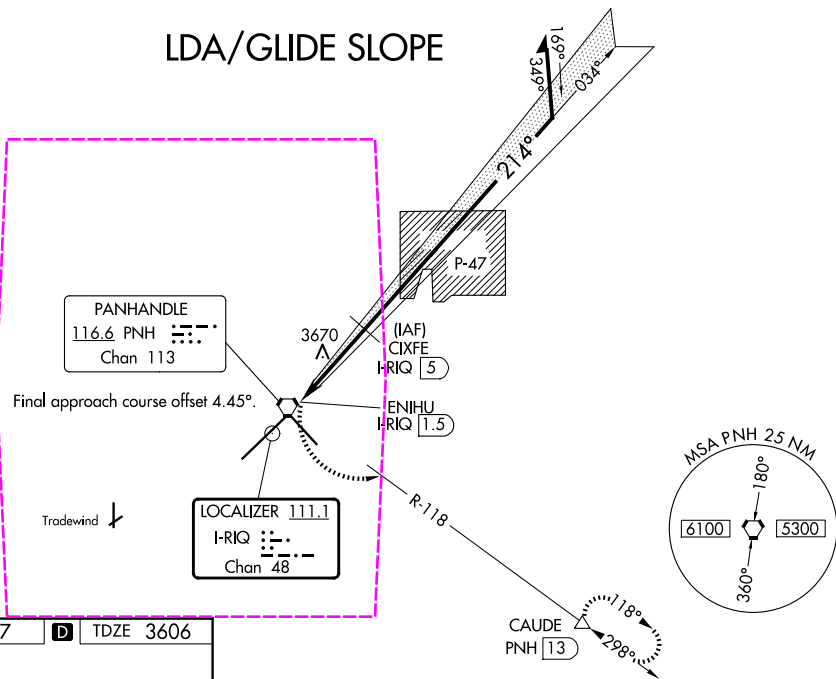 LDA/GLIDE SLOPE
169°
349°
034°
214°
P-47
PANHANDLE
116.6 PNH
Chan 113
3670
(IAF)
CIXFE
I-RIQ 5
Final approach course offset 4.45°.
ENIHU
I-RIQ 1.5
MSA PNH 25 NM
180°
6100
5300
360°
R-118
Tradewind
LOCALIZER 111.1
I-RIQ
Chan 48
118°
298°
CAUDE
PNH 13
7 D TDZE 3606